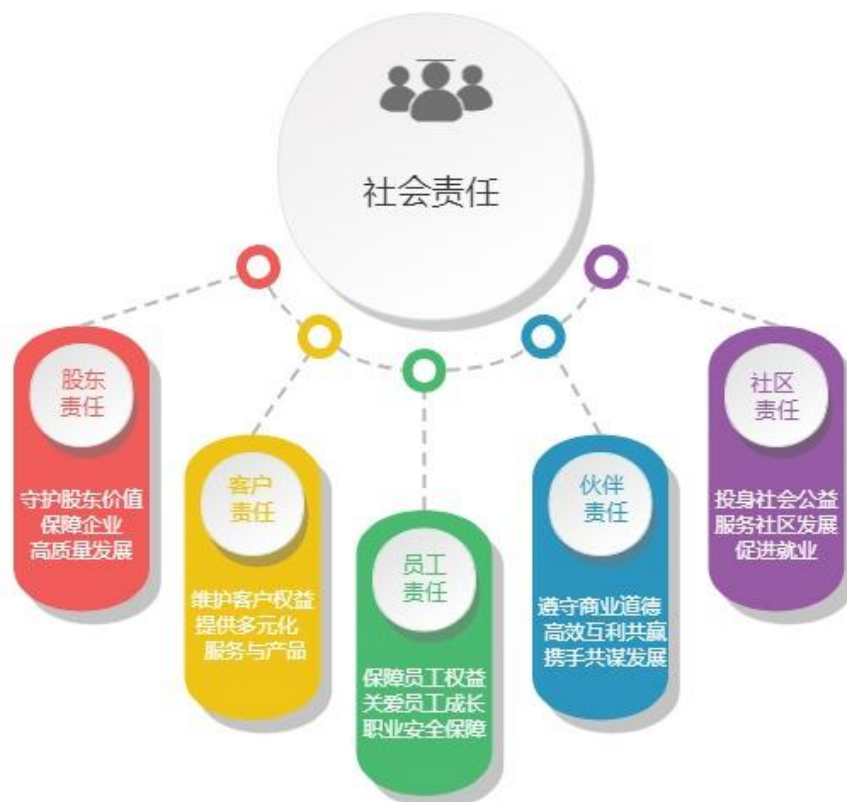 社会责任
股东
责任
守护股东价值
保障企业
高质量发展
客户
责任
维护客户权益
提供多元化
服务与产品
员工
责任
保障员工权益
关爱员工成长
职业安全保障
伙伴
责任
遵守商业道德
高效互利共赢
携手共谋发展
社区
责任
投身社会公益
服务社区发展
促进就业